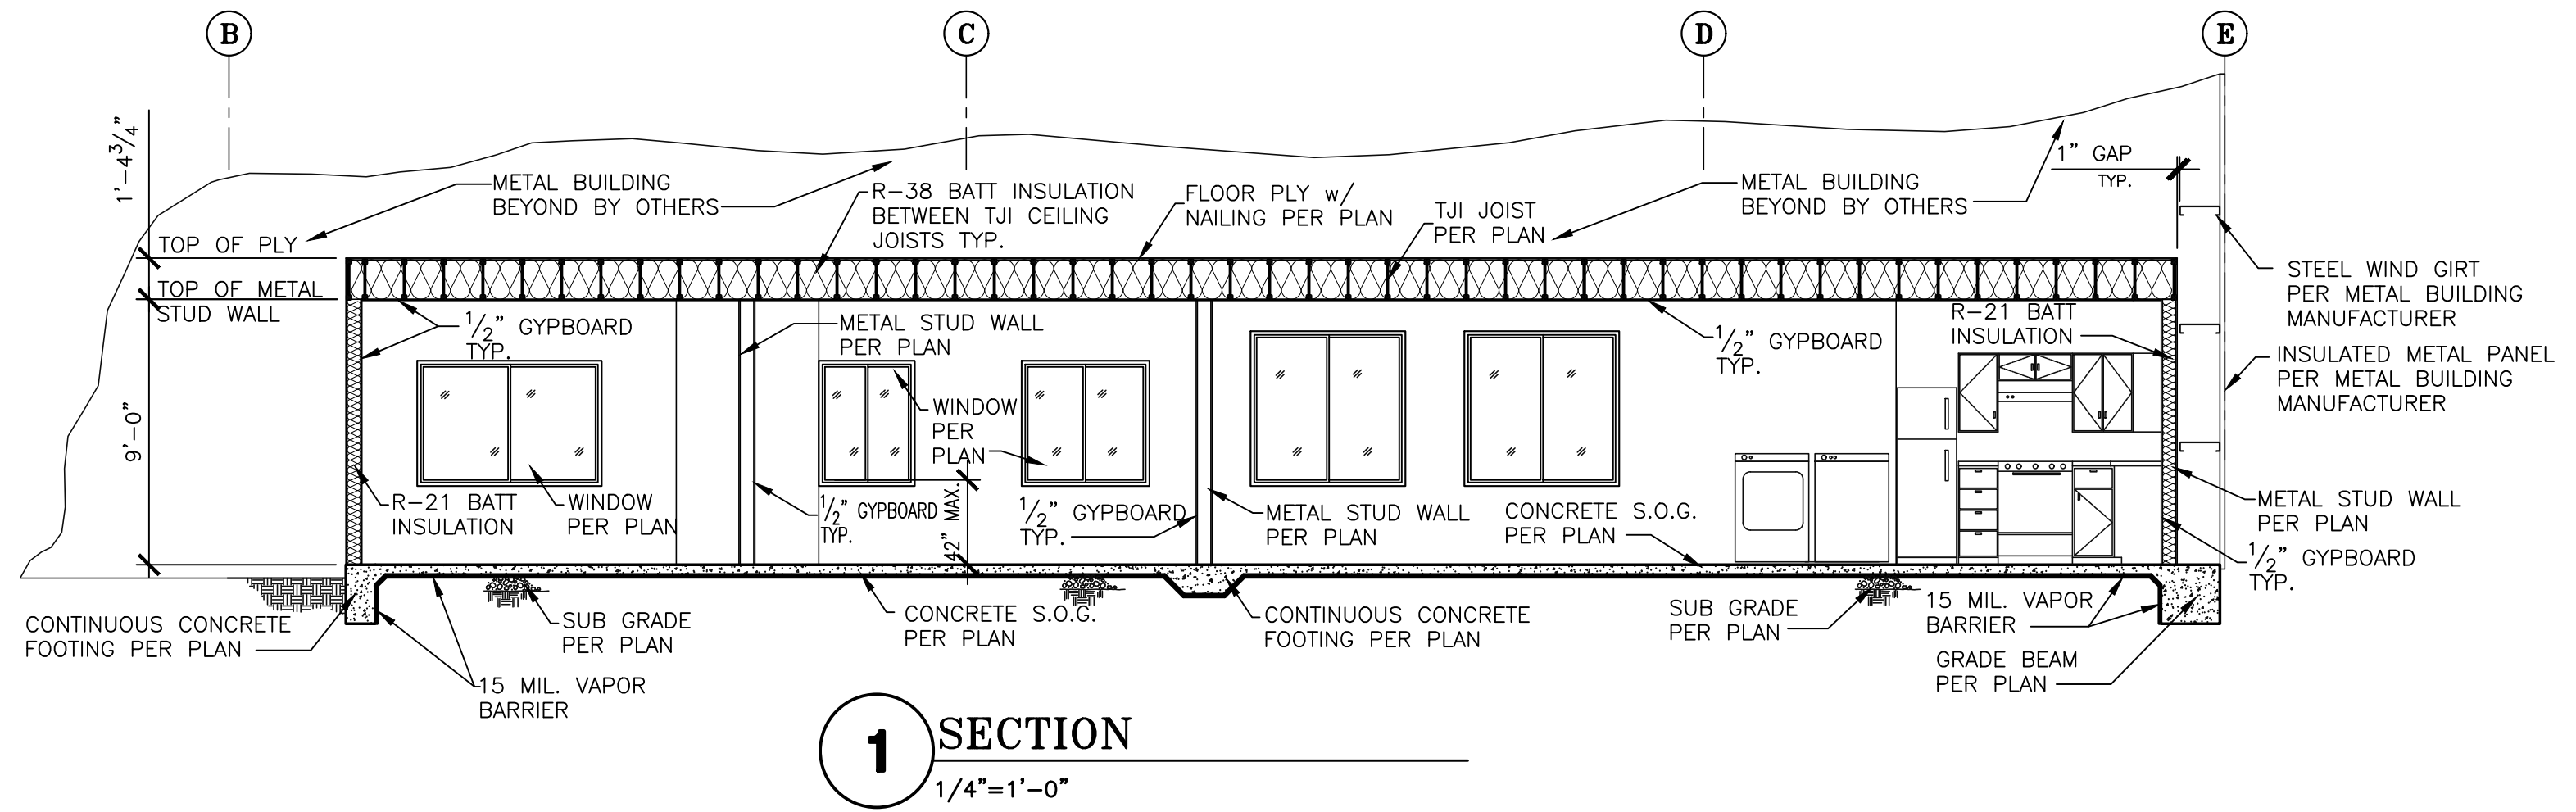 B
C
D
E
1'-4¾"
METAL BUILDING
BEYOND BY OTHERS
R-38 BATT INSULATION
BETWEEN TJI CEILING
JOISTS TYP.
FLOOR PLY w/
NAILING PER PLAN
TJI JOIST
PER PLAN
METAL BUILDING
BEYOND BY OTHERS
1" GAP
TYP.
TOP OF PLY
TOP OF METAL
STUD WALL
STEEL WIND GIRT
PER METAL BUILDING
MANUFACTURER
9'-0"
½" GYPBOARD
TYP.
METAL STUD WALL
PER PLAN
½" GYPBOARD
TYP.
R-21 BATT
INSULATION
INSULATED METAL PANEL
PER METAL BUILDING
MANUFACTURER
WINDOW
PER
PLAN
R-21 BATT
INSULATION
WINDOW
PER PLAN
½" GYPBOARD
TYP.
42" MAX.
½" GYPBOARD
TYP.
METAL STUD WALL
PER PLAN
CONCRETE S.O.G.
PER PLAN
METAL STUD WALL
PER PLAN
½" GYPBOARD
TYP.
CONTINUOUS CONCRETE
FOOTING PER PLAN
SUB GRADE
PER PLAN
CONCRETE S.O.G.
PER PLAN
CONTINUOUS CONCRETE
FOOTING PER PLAN
SUB GRADE
PER PLAN
15 MIL. VAPOR
BARRIER
GRADE BEAM
PER PLAN
15 MIL. VAPOR
BARRIER
1
SECTION
1/4"=1'-0"